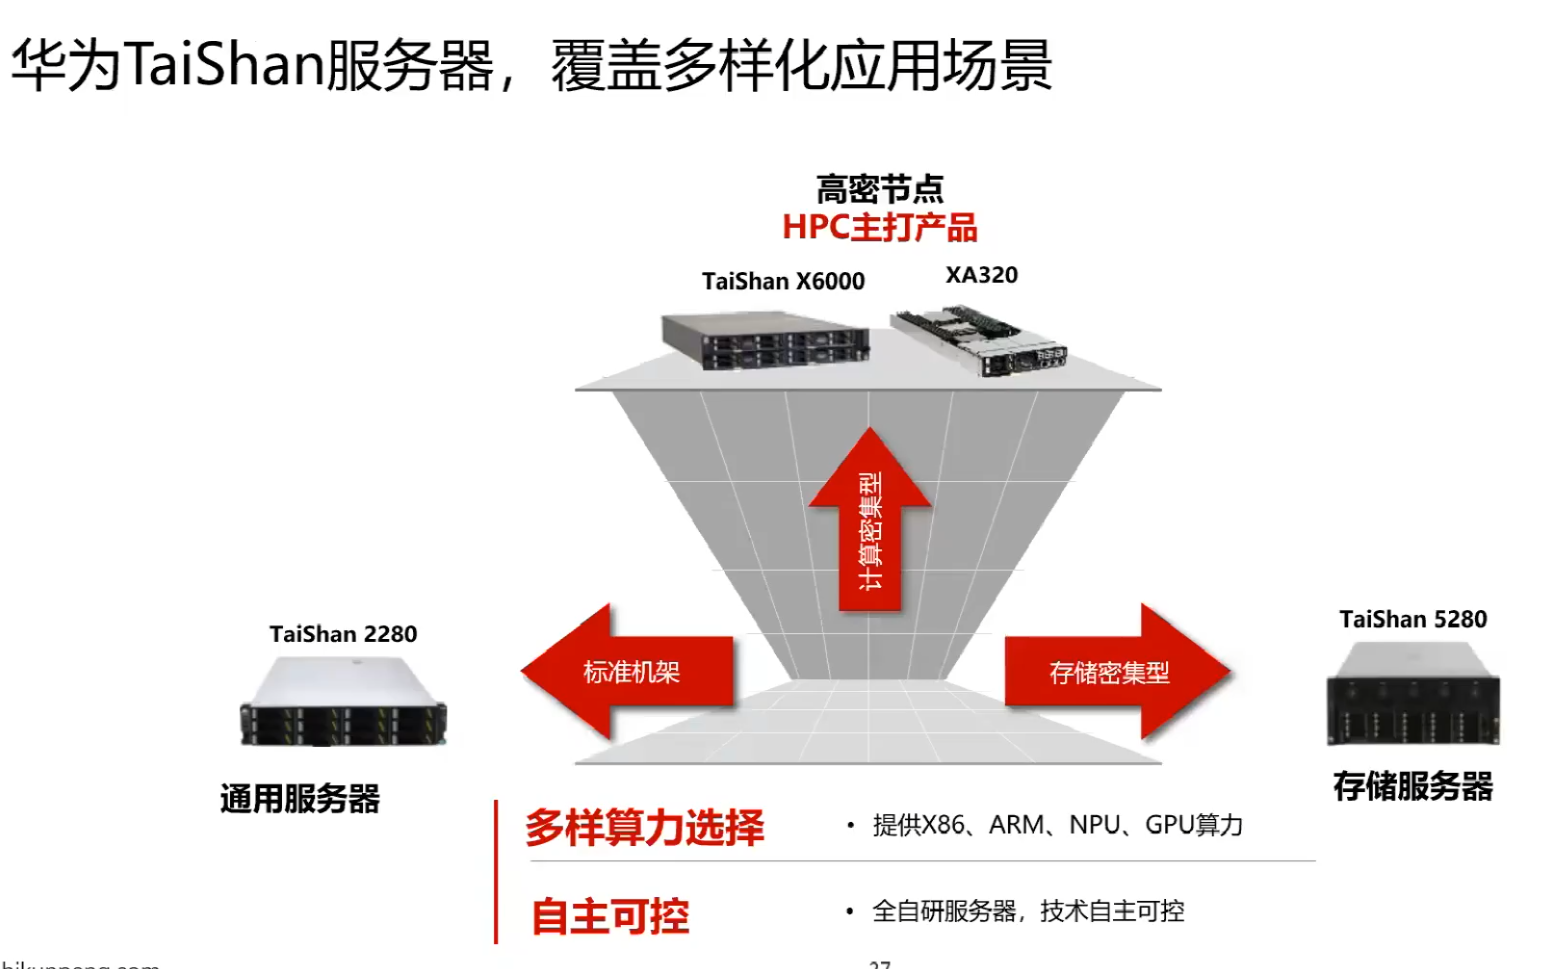 华为TaiShan服务器，覆盖多样化应用场景
高密节点
HPC主打产品
TaiShan X6000
XA320
计算密集型
TaiShan 2280
标准机架
存储密集型
TaiShan 5280
通用服务器
存储服务器
多样算力选择
• 提供X86、ARM、NPU、GPU算力
自主可控
• 全自研服务器，技术自主可控
hikunpeng.com
27